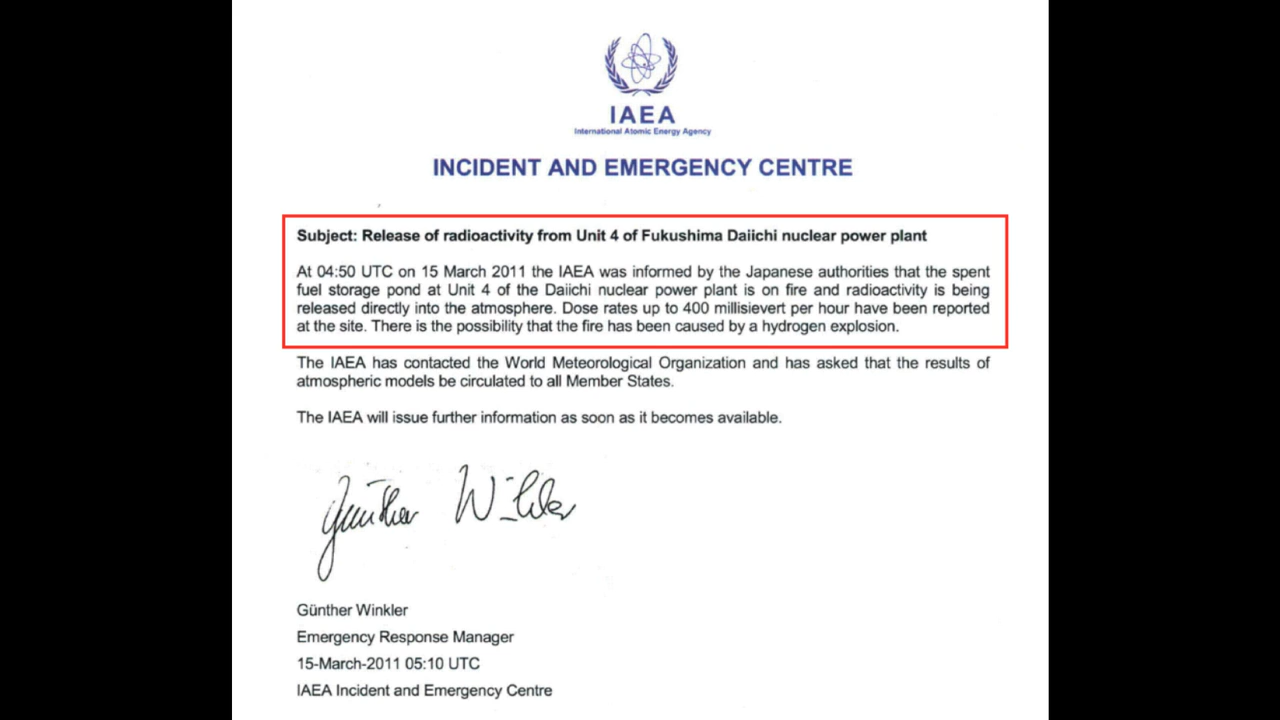 IAEA
International Atomic Energy Agency
INCIDENT AND EMERGENCY CENTRE
Subject: Release of radioactivity from Unit 4 of Fukushima Daiichi nuclear power plant
At 04:50 UTC on 15 March 2011 the IAEA was informed by the Japanese authorities that the spent
fuel storage pond at Unit 4 of the Daiichi nuclear power plant is on fire and radioactivity is being
released directly into the atmosphere. Dose rates up to 400 millisievert per hour have been reported
at the site. There is the possibility that the fire has been caused by a hydrogen explosion.
The IAEA has contacted the World Meteorological Organization and has asked that the results of
atmospheric models be circulated to all Member States.
The IAEA will issue further information as soon as it becomes available.
Günther Winkler
Günther Winkler
Emergency Response Manager
15-March-2011 05:10 UTC
IAEA Incident and Emergency Centre